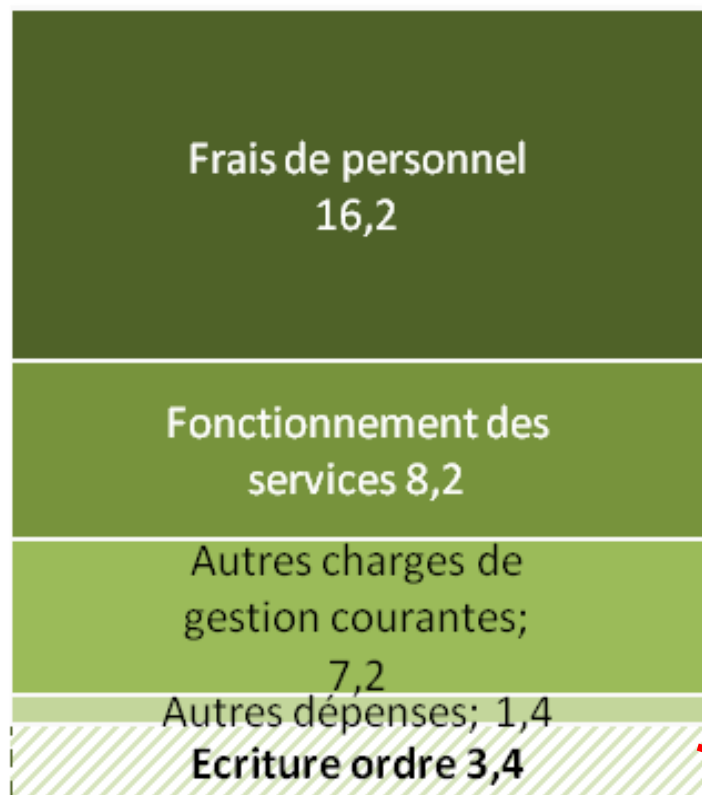 Frais de personnel
16,2
Fonctionnement des
services 8,2
Autres charges de
gestion courantes;
7,2
Autres dépenses; 1,4
Ecriture ordre 3,4